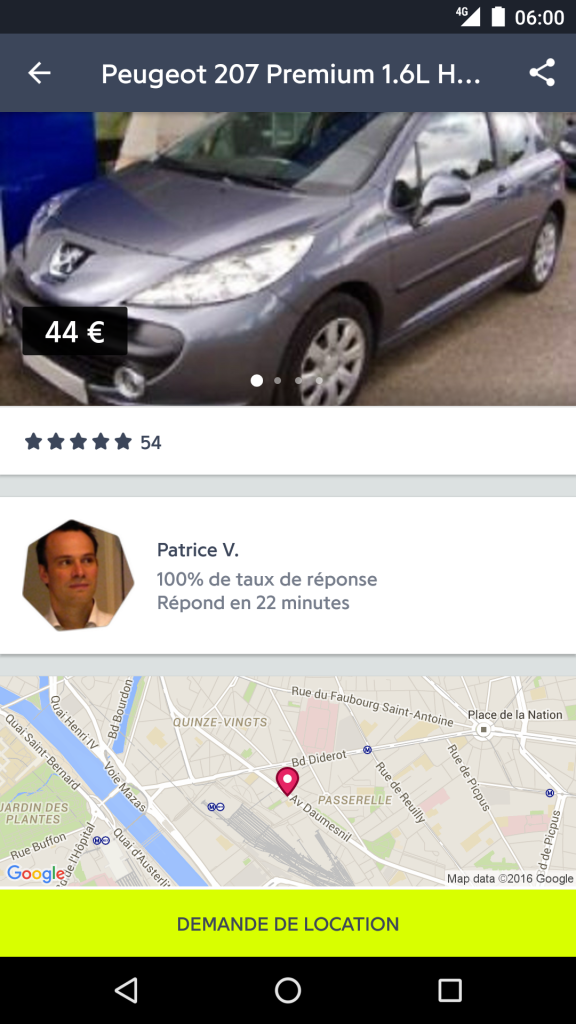 4G 06:00
Peugeot 207 Premium 1.6L H...
44 €
54
Patrice V.
100% de taux de réponse
Répond en 22 minutes
Bd Bourdon
Quai Henri IV
Rue du Faubourg Saint-Antoine
Place de la Nation
QUINZE-VINGTS
Quai Saint-Bernard
Bd Diderot
Voie Mazas
Rue de Reuilly
Rue de Picpus
JARDIN DES
PLANTES
PASSERELLE
Av Daumesnil
Rue Buffon
de l'Hôpital
Quai d'Austerli
d de Picpus
Google
Map data ©2016 Google
DEMANDE DE LOCATION